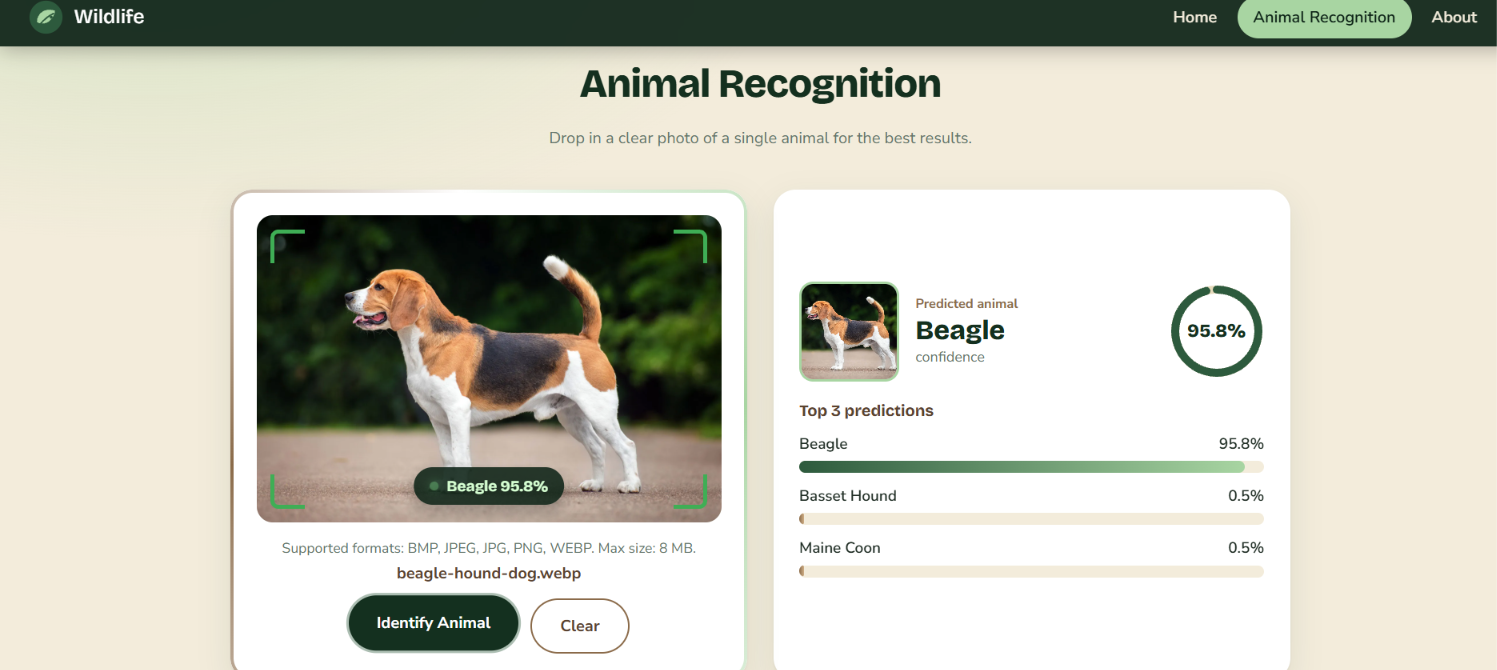 Wildlife
Home
Animal Recognition
About
Animal Recognition
Drop in a clear photo of a single animal for the best results.
Beagle 95.8%
Supported formats: BMP, JPEG, JPG, PNG, WEBP. Max size: 8 MB.
beagle-hound-dog.webp
Identify Animal
Clear
Predicted animal
Beagle
confidence
95.8%
Top 3 predictions
Beagle 95.8%
Basset Hound 0.5%
Maine Coon 0.5%